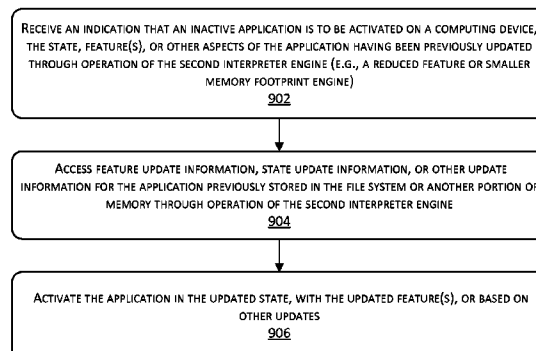 RECEIVE AN INDICATION THAT AN INACTIVE APPLICATION IS TO BE ACTIVATED ON A COMPUTING DEVICE,
THE STATE, FEATURE(S), OR OTHER ASPECTS OF THE APPLICATION HAVING BEEN PREVIOUSLY UPDATED
THROUGH OPERATION OF THE SECOND INTERPRETER ENGINE (E.G., A REDUCED FEATURE OR SMALLER
MEMORY FOOTPRINT ENGINE)
902
ACCESS FEATURE UPDATE INFORMATION, STATE UPDATE INFORMATION, OR OTHER UPDATE
INFORMATION FOR THE APPLICATION PREVIOUSLY STORED IN THE FILE SYSTEM OR ANOTHER PORTION OF
MEMORY THROUGH OPERATION OF THE SECOND INTERPRETER ENGINE
904
ACTIVATE THE APPLICATION IN THE UPDATED STATE, WITH THE UPDATED FEATURE(S), OR BASED ON
OTHER UPDATES
906